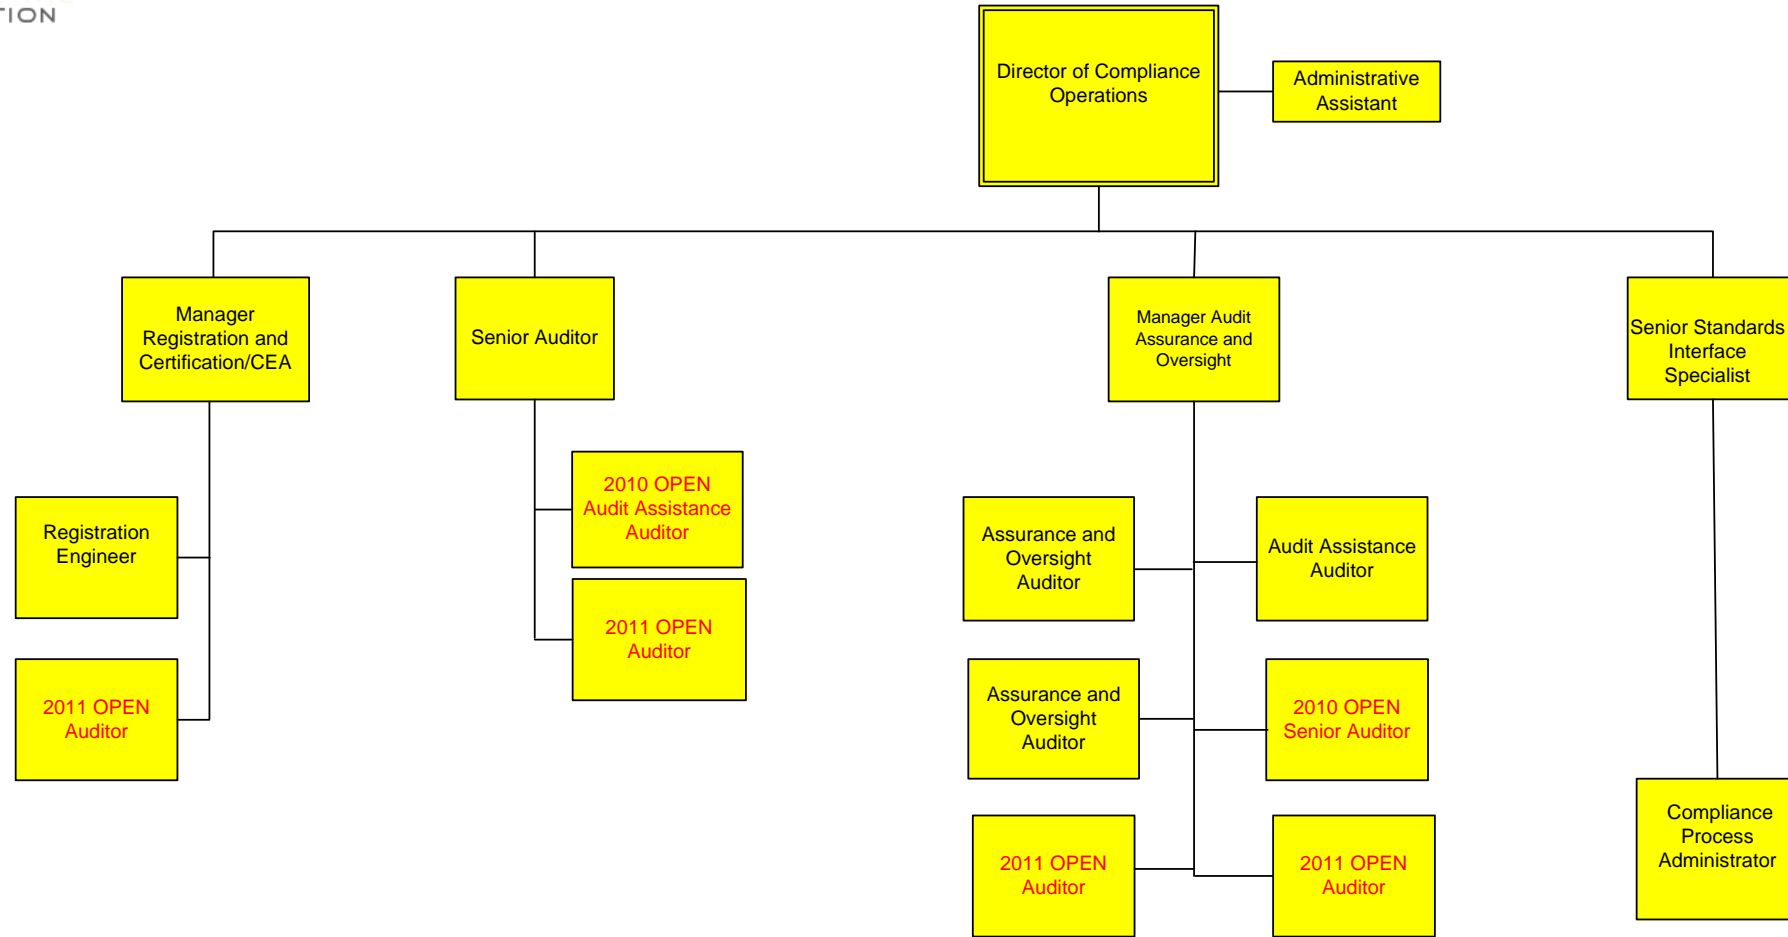 TION
Director of Compliance
Operations
Administrative
Assistant
Manager
Registration and
Certification/CEA
Senior Auditor
Manager Audit
Assurance and
Oversight
Senior Standards
Interface
Specialist
2010 OPEN
Audit Assistance
Auditor
Registration
Engineer
Assurance and
Oversight
Auditor
Audit Assistance
Auditor
2011 OPEN
Auditor
2011 OPEN
Auditor
Assurance and
Oversight
Auditor
2010 OPEN
Senior Auditor
Compliance
Process
Administrator
2011 OPEN
Auditor
2011 OPEN
Auditor